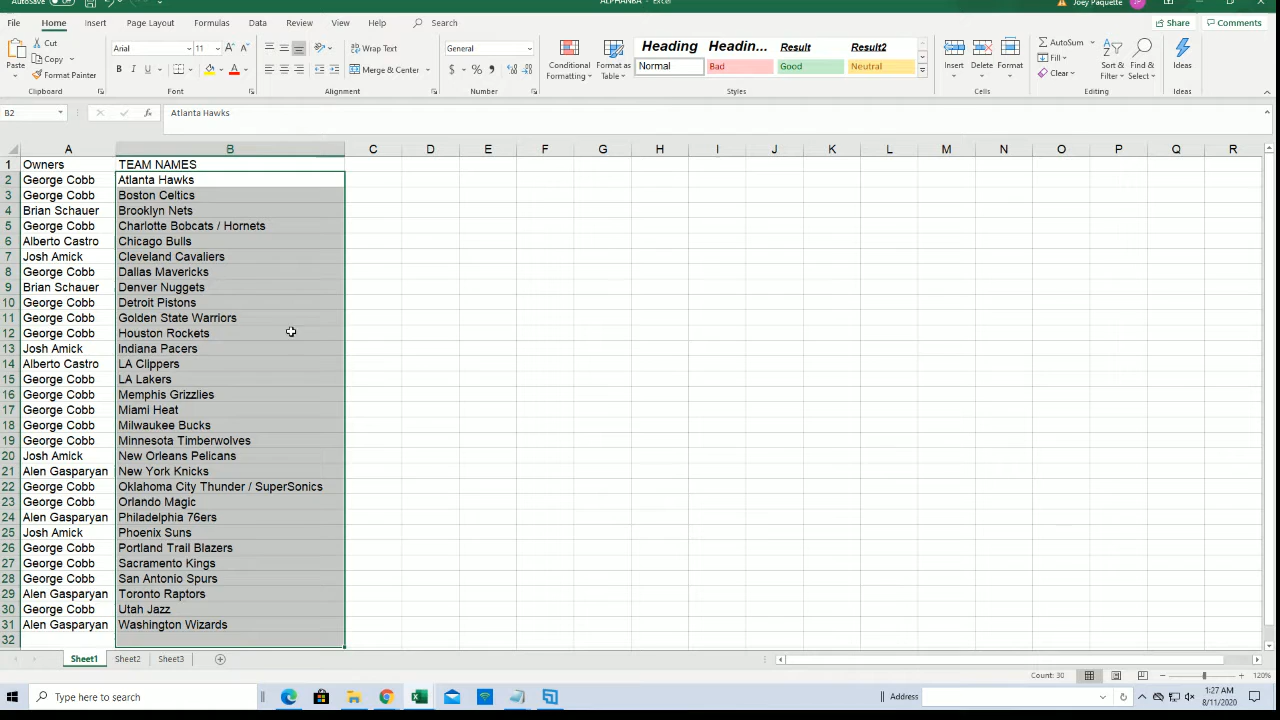 AutoSave Off ALPHNBA - Excel Joey Paquette
File Home Insert Page Layout Formulas Data Review View Help Search Share Comments
Paste Cut Copy Format Painter Clipboard
Arial 11 B I U A Font
Wrap Text Merge & Center Alignment
General $ % Number
Conditional Formatting Format as Table
Heading Headin... Result Result2
Normal Bad Good Neutral
Styles
Insert Delete Format Cells
AutoSum Fill Clear Sort & Filter Find & Select Editing
Ideas Ideas
B2 fx Atlanta Hawks
A B C D E F G H I J K L M N O P Q R
1 Owners TEAM NAMES
2 George Cobb Atlanta Hawks
3 George Cobb Boston Celtics
4 Brian Schauer Brooklyn Nets
5 George Cobb Charlotte Bobcats / Hornets
6 Alberto Castro Chicago Bulls
7 Josh Amick Cleveland Cavaliers
8 George Cobb Dallas Mavericks
9 Brian Schauer Denver Nuggets
10 George Cobb Detroit Pistons
11 George Cobb Golden State Warriors
12 George Cobb Houston Rockets
13 Josh Amick Indiana Pacers
14 Alberto Castro LA Clippers
15 George Cobb LA Lakers
16 George Cobb Memphis Grizzlies
17 George Cobb Miami Heat
18 George Cobb Milwaukee Bucks
19 George Cobb Minnesota Timberwolves
20 Josh Amick New Orleans Pelicans
21 Alen Gasparyan New York Knicks
22 George Cobb Oklahoma City Thunder / SuperSonics
23 George Cobb Orlando Magic
24 Alen Gasparyan Philadelphia 76ers
25 Josh Amick Phoenix Suns
26 George Cobb Portland Trail Blazers
27 George Cobb Sacramento Kings
28 George Cobb San Antonio Spurs
29 Alen Gasparyan Toronto Raptors
30 George Cobb Utah Jazz
31 Alen Gasparyan Washington Wizards
32
Sheet1 Sheet2 Sheet3
Count: 30 120%
Type here to search Address 1:27 AM
8/11/2020